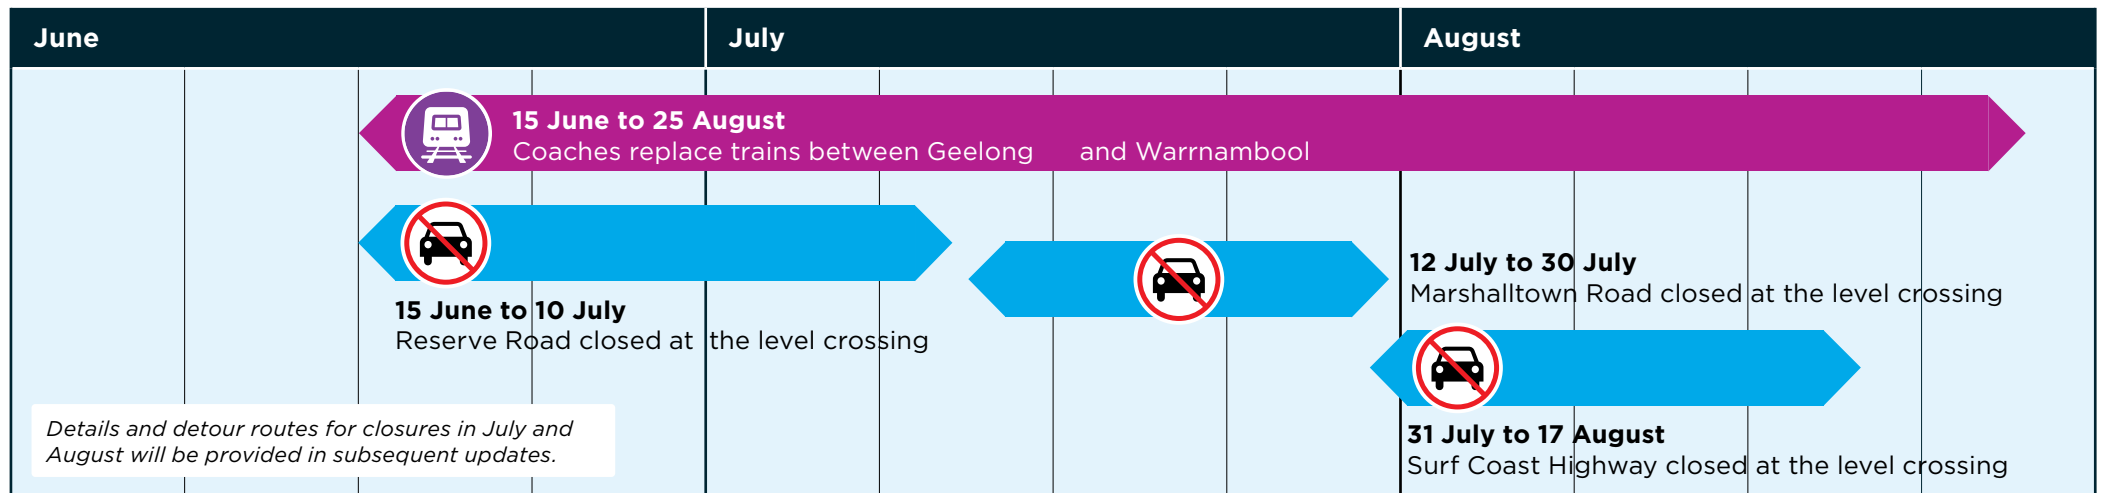 June
July
August
15 June to 25 August
Coaches replace trains between Geelong and Warrnambool
15 June to 10 July
Reserve Road closed at the level crossing
12 July to 30 July
Marshalltown Road closed at the level crossing
31 July to 17 August
Surf Coast Highway closed at the level crossing
Details and detour routes for closures in July and
August will be provided in subsequent updates.